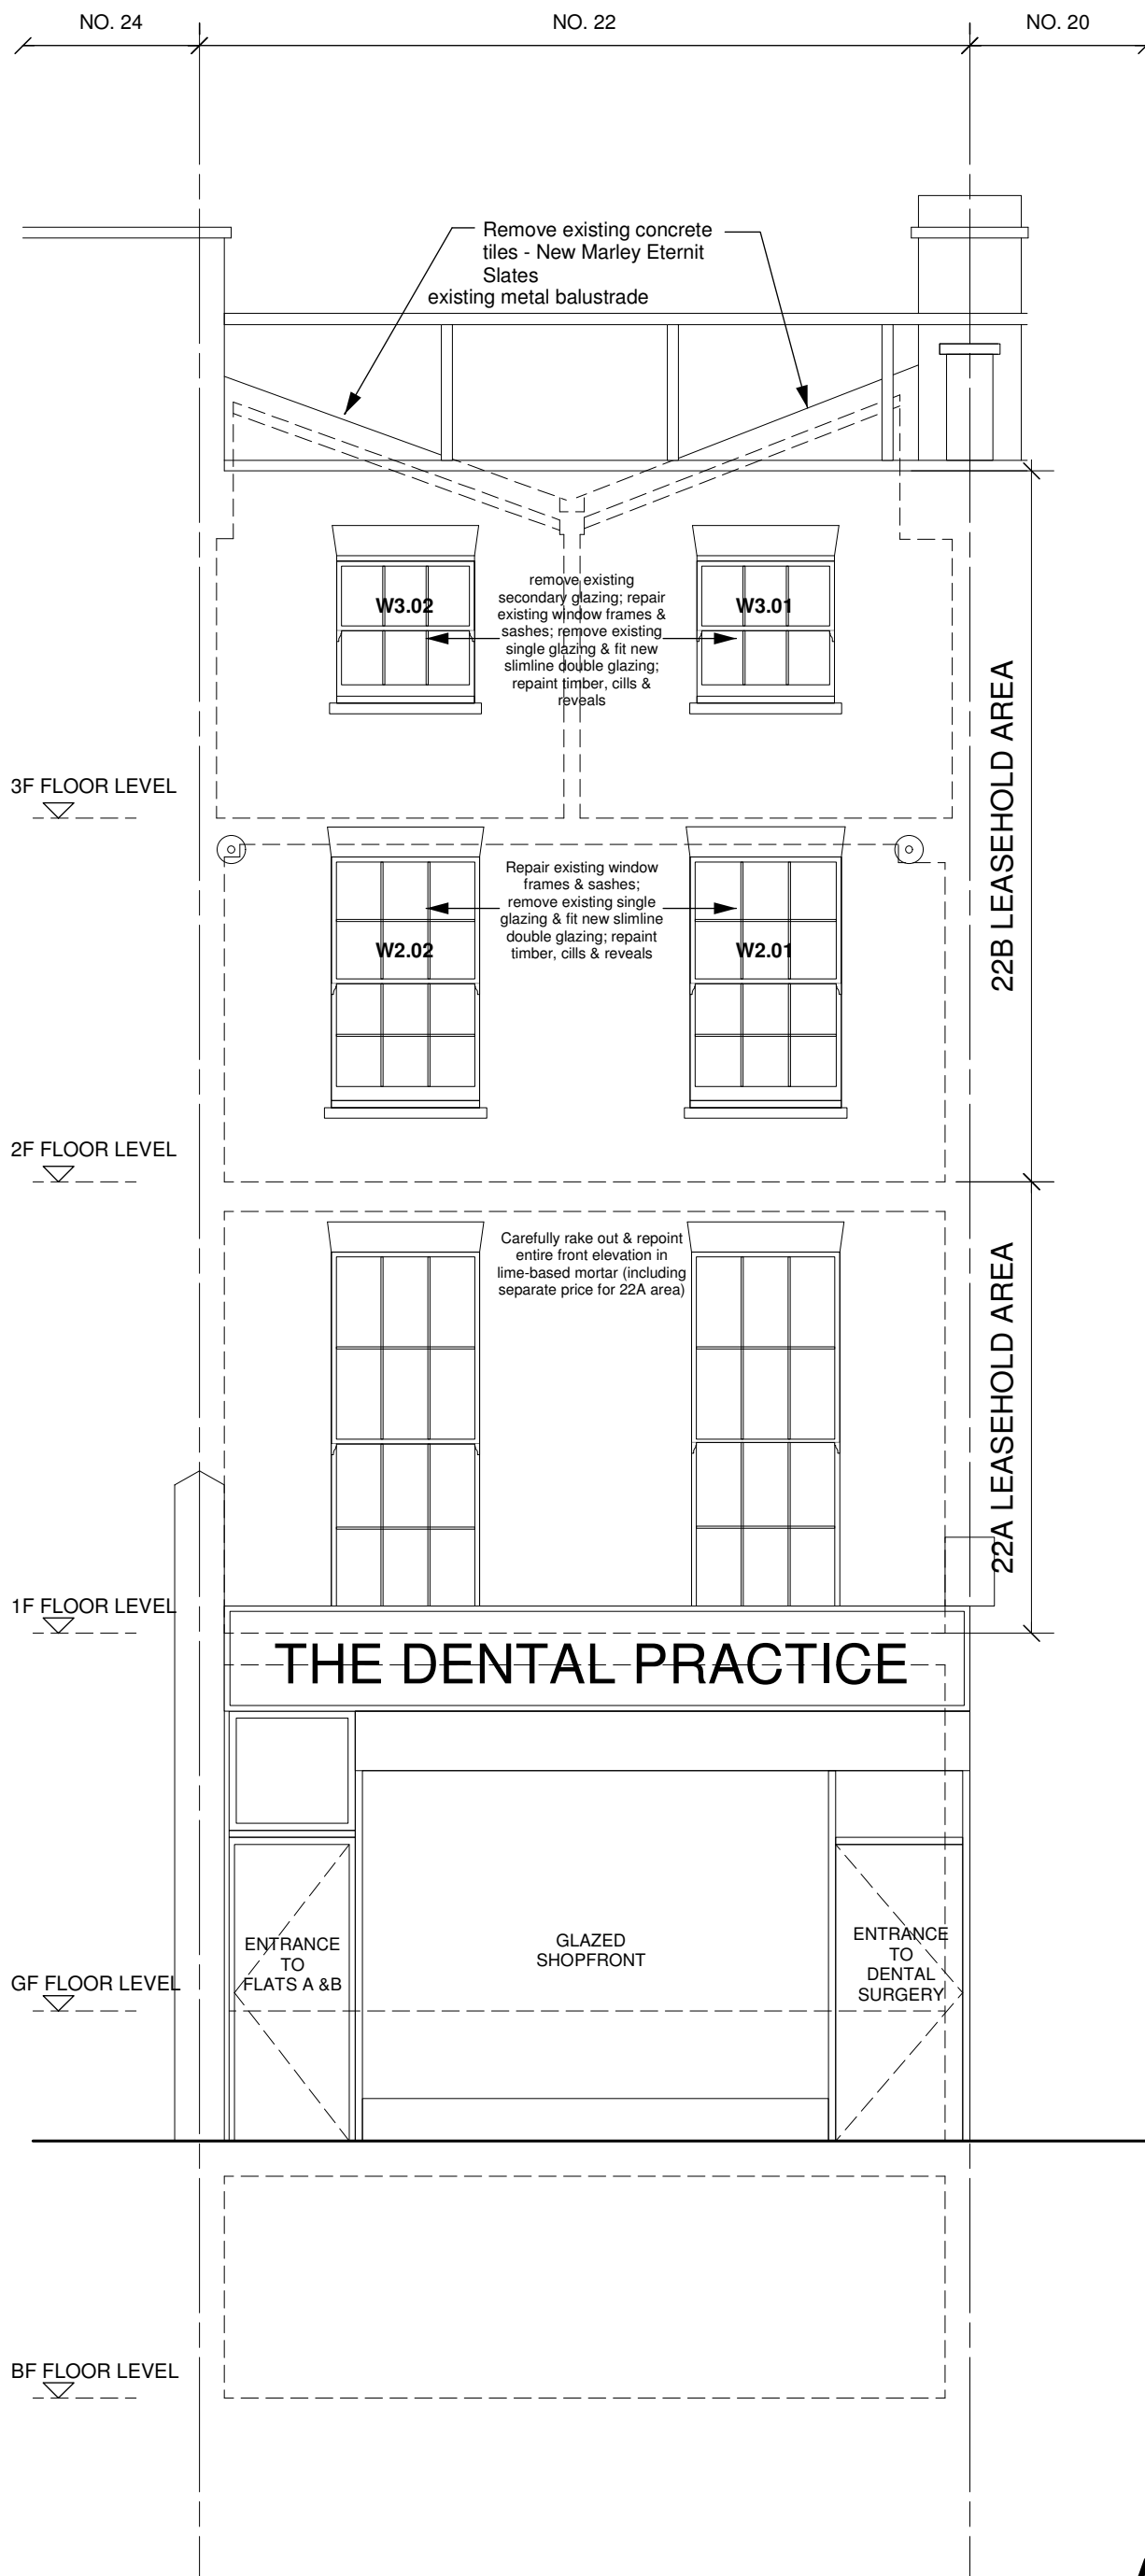 NO. 24
NO. 22
NO. 20
Remove existing concrete
tiles - New Marley Eternit
Slates
existing metal balustrade
W3.02
remove existing
secondary glazing; repair
existing window frames &
sashes; remove existing
single glazing & fit new
slimline double glazing;
repaint timber, cills &
reveals
W3.01
22B LEASEHOLD AREA
3F FLOOR LEVEL
Repair existing window
frames & sashes;
remove existing single
glazing & fit new slimline
double glazing; repaint
timber, cills & reveals
W2.02
W2.01
2F FLOOR LEVEL
Carefully rake out & repoint
entire front elevation in
lime-based mortar (including
separate price for 22A area)
22A LEASEHOLD AREA
1F FLOOR LEVEL
THE DENTAL PRACTICE
ENTRANCE
TO
FLATS A &B
GLAZED
SHOPFRONT
ENTRANCE
TO
DENTAL
SURGERY
GF FLOOR LEVEL
BF FLOOR LEVEL